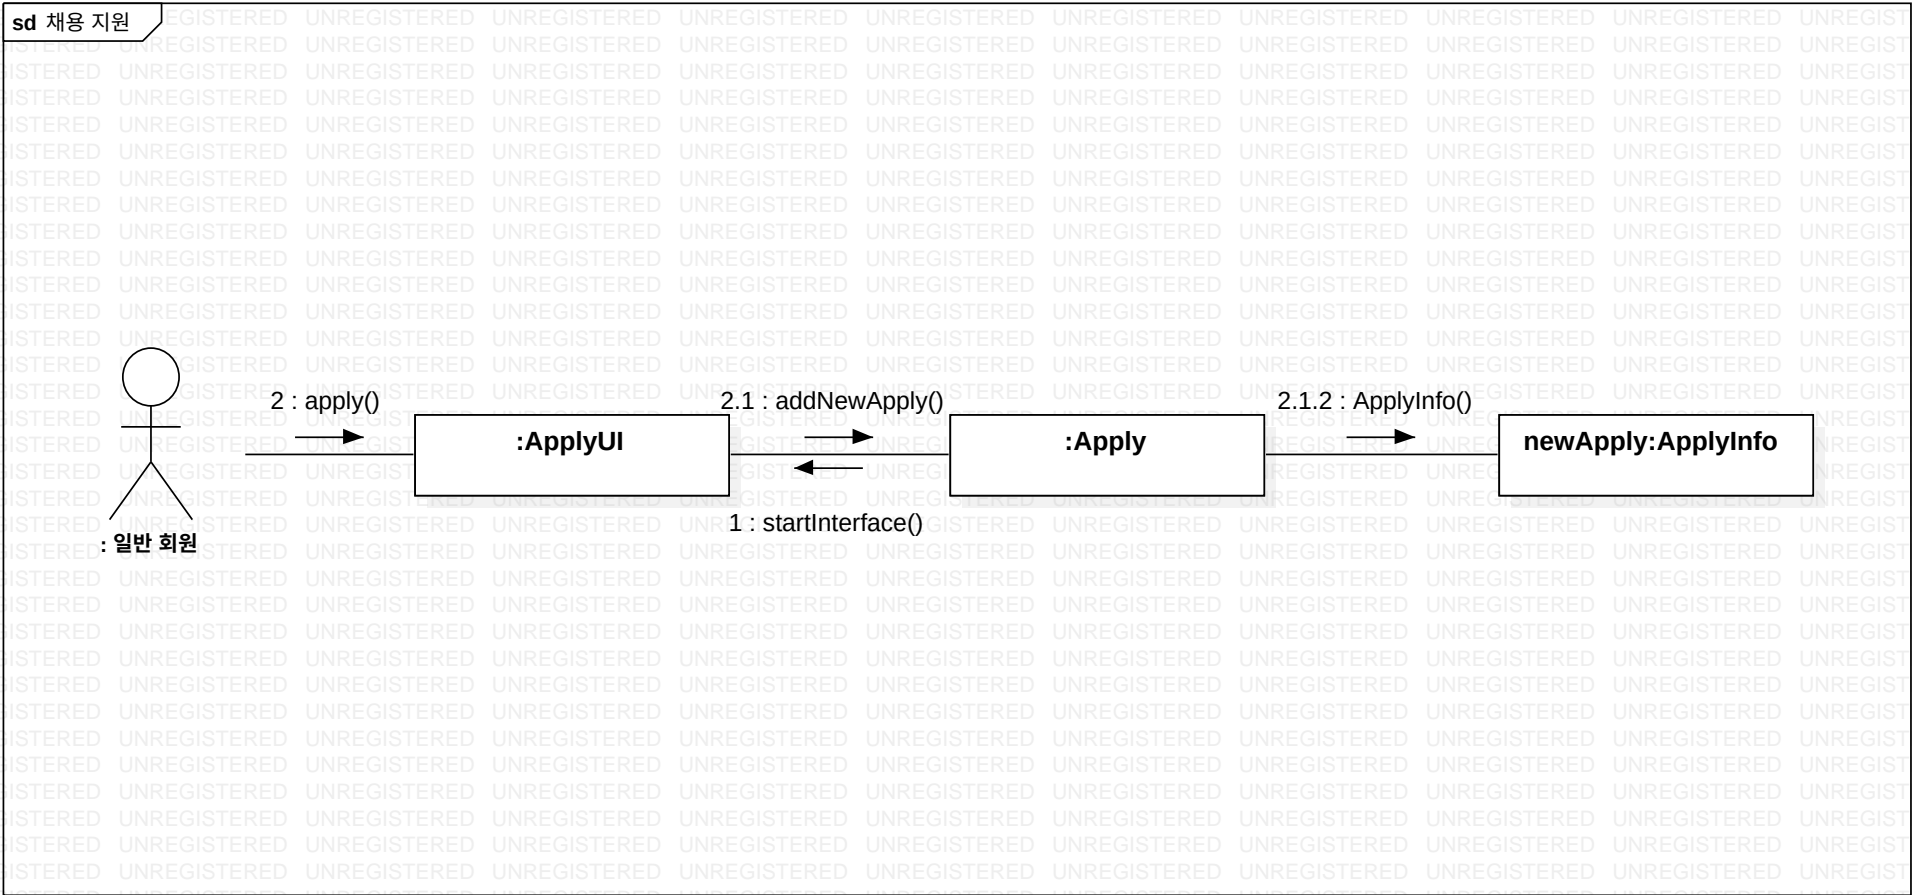 sd 채용 지원
2 : apply()
2.1 : addNewApply()
2.1.2 : ApplyInfo()
:ApplyUI
:Apply
newApply:ApplyInfo
1 : startInterface()
: 일반 회원
UNREGISTERED